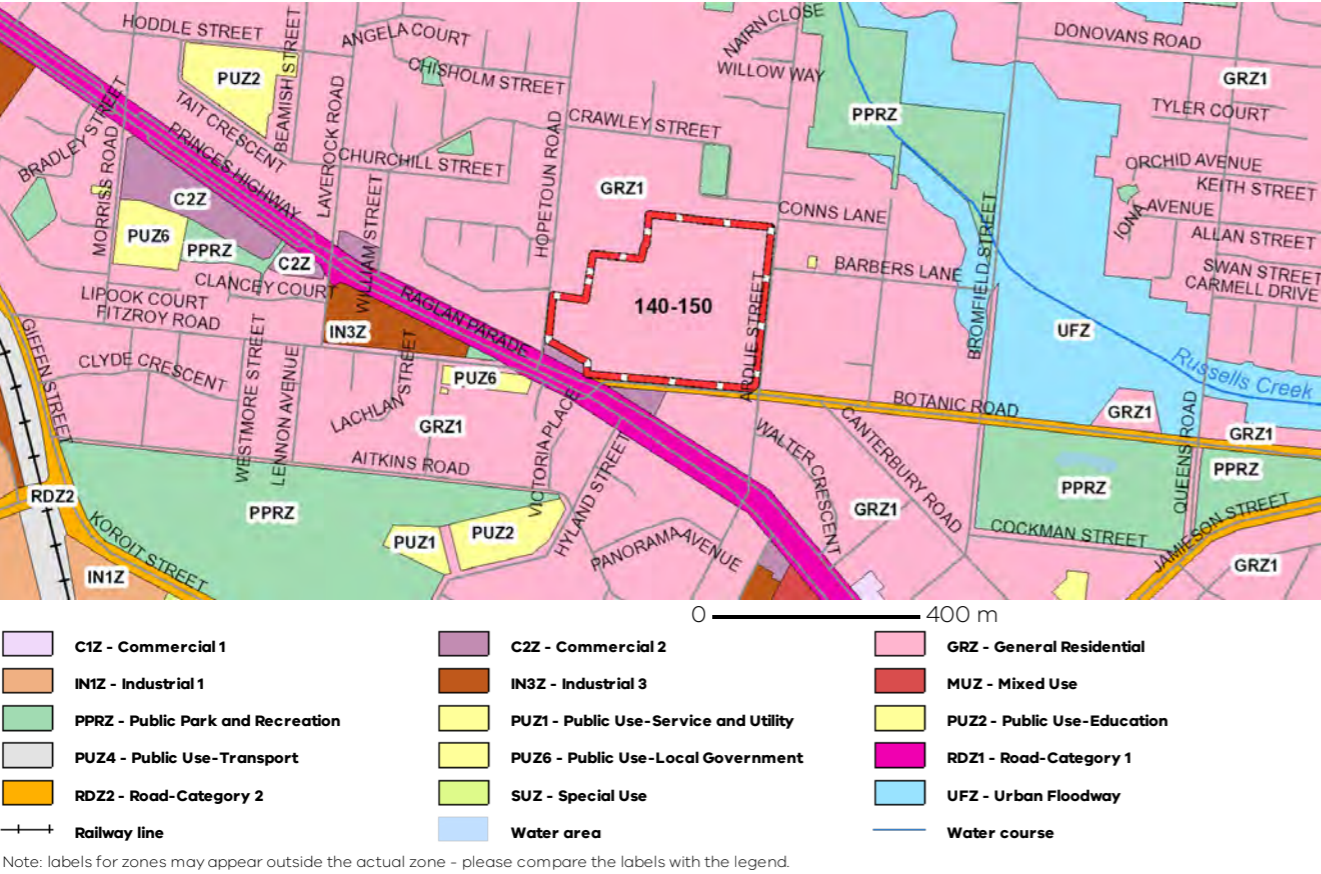 HODDLE STREET
BEAMISH STREET
ANGELA COURT
NAIRN CLOSE
DONOVANS ROAD
PUZ2
CHISHOLM STREET
WILLOW WAY
GRZ1
TAIT CRESCENT
LAVEROCK ROAD
PPRZ
TYLER COURT
BRADLEY STREET
MORRISS ROAD
PRINCES HIGHWAY
CRAWLEY STREET
HOPETOUN ROAD
CHURCHILL STREET
ORCHID AVENUE
KEITH STREET
C2Z
WILLIAM STREET
GRZ1
CONNS LANE
IONA AVENUE
ALLAN STREET
PUZ6
PPRZ
C2Z
BARBERS LANE
BROMFIELD STREET
SWAN STREET
CARMELL DRIVE
CLANCEY COURT
LIPOOK COURT
FITZROY ROAD
RAGLAN PARADE
140-150
ARDLIE STREET
IN3Z
UFZ
GIFFEN STREET
CLYDE CRESCENT
WESTMORE STREET
LENNON AVENUE
LACHLAN STREET
PUZ6
Russells Creek
BOTANIC ROAD
GRZ1
QUEENS ROAD
GRZ1
GRZ1
VICTORIA PLACE
HYLAND STREET
WALTER CRESCENT
CANTERBURY ROAD
AITKINS ROAD
PPRZ
PPRZ
RDZ2
PPRZ
GRZ1
KOROIT STREET
PUZ1
PUZ2
PANORAMA AVENUE
COCKMAN STREET
JAMIESON STREET
IN1Z
GRZ1
0 400 m
C1Z - Commercial 1
C2Z - Commercial 2
GRZ - General Residential
IN1Z - Industrial 1
IN3Z - Industrial 3
MUZ - Mixed Use
PPRZ - Public Park and Recreation
PUZ1 - Public Use-Service and Utility
PUZ2 - Public Use-Education
PUZ4 - Public Use-Transport
PUZ6 - Public Use-Local Government
RDZ1 - Road-Category 1
RDZ2 - Road-Category 2
SUZ - Special Use
UFZ - Urban Floodway
Railway line
Water area
Water course
Note: labels for zones may appear outside the actual zone - please compare the labels with the legend.